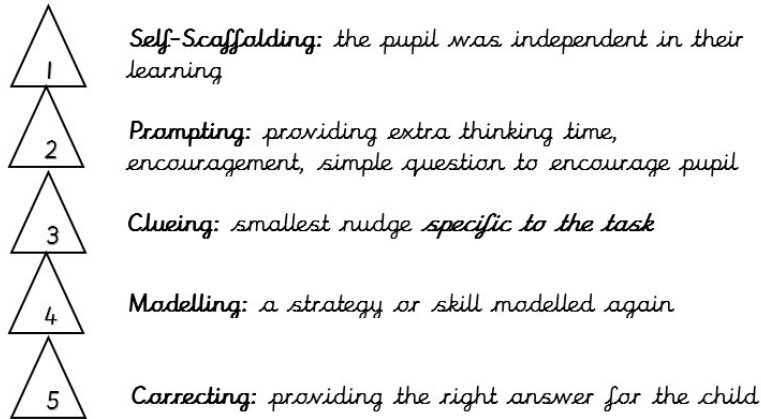 1
Self-Scaffolding: the pupil was independent in their
learning
2
Prompting: providing extra thinking time,
encouragement, simple question to encourage pupil
3
Clueing: smallest nudge specific to the task
4
Modelling: a strategy or skill modelled again
5
Correcting: providing the right answer for the child